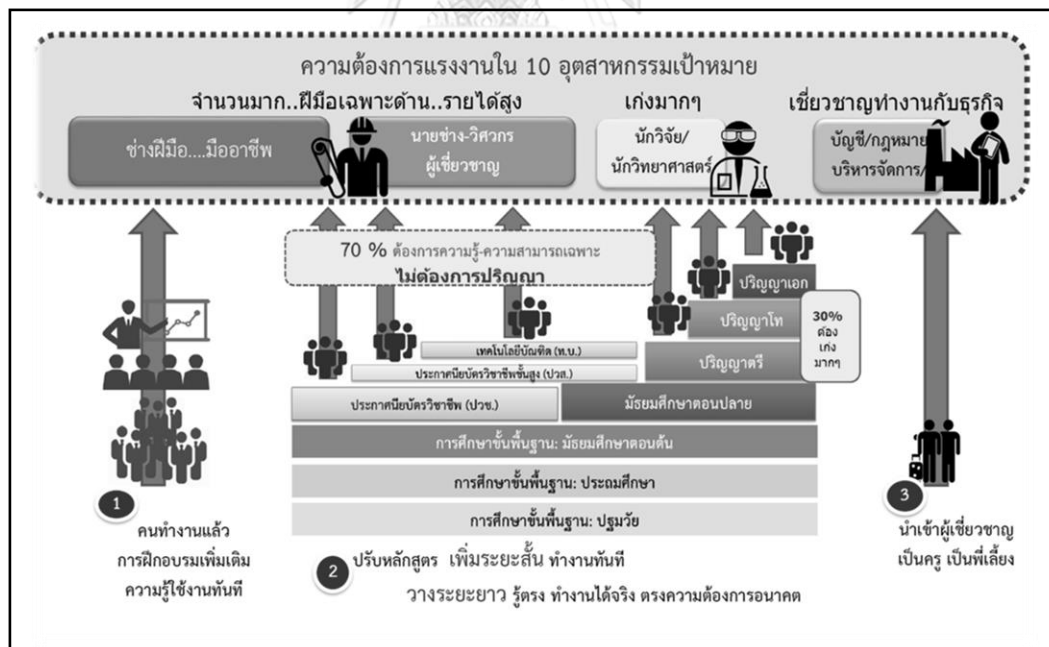 ความต้องการแรงงานใน 10 อุตสาหกรรมเป้าหมาย
จำนวนมาก..ฝีมือเฉพาะด้าน..รายได้สูง
เก่งมากๆ
เชี่ยวชาญทำงานกับธุรกิจ
ช่างฝีมือ....มืออาชีพ
นายช่าง-วิศวกร
ผู้เชี่ยวชาญ
นักวิจัย/
นักวิทยาศาสตร์
บัญชี/กฎหมาย
บริหารจัดการ/
70 % ต้องการความรู้-ความสามารถเฉพาะ
ไม่ต้องการปริญญา
ปริญญาเอก
ปริญญาโท
ปริญญาตรี
30%
ต้อง
เก่ง
มากๆ
เทคโนโลยีบัณฑิต (ท.บ.)
ประกาศนียบัตรวิชาชีพชั้นสูง (ปวส.)
ประกาศนียบัตรวิชาชีพ (ปวช.)
มัธยมศึกษาตอนปลาย
การศึกษาขั้นพื้นฐาน: มัธยมศึกษาตอนต้น
การศึกษาขั้นพื้นฐาน: ประถมศึกษา
การศึกษาขั้นพื้นฐาน: ปฐมวัย
1
คนทำงานแล้ว
การฝึกอบรมเพิ่มเติม
ความรู้ใช้งานทันที
2
ปรับหลักสูตร เพิ่มระยะสั้น ทำงานทันที
วางระยะยาว รู้ตรง ทำงานได้จริง ตรงความต้องการอนาคต
3
นำเข้าผู้เชี่ยวชาญ
เป็นครู เป็นพี่เลี้ยง